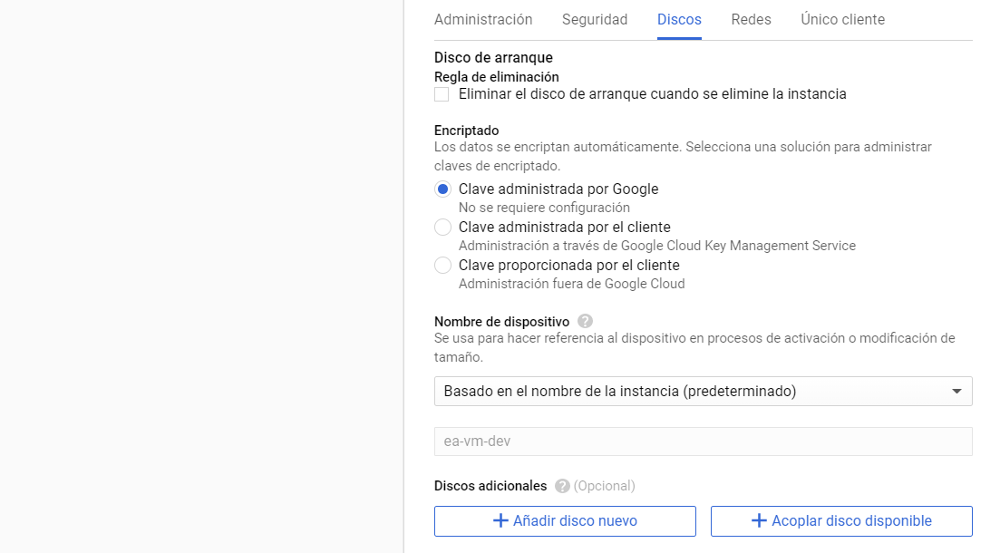 Administración Seguridad Discos Redes Único cliente
Disco de arranque
Regla de eliminación
Eliminar el disco de arranque cuando se elimine la instancia
Encriptado
Los datos se encriptan automáticamente. Selecciona una solución para administrar
claves de encriptado.
Clave administrada por Google
No se requiere configuración
Clave administrada por el cliente
Administración a través de Google Cloud Key Management Service
Clave proporcionada por el cliente
Administración fuera de Google Cloud
Nombre de dispositivo ?
Se usa para hacer referencia al dispositivo en procesos de activación o modificación de
tamaño.
Basado en el nombre de la instancia (predeterminado)
ea-vm-dev
Discos adicionales ? (Opcional)
+ Añadir disco nuevo + Acoplar disco disponible